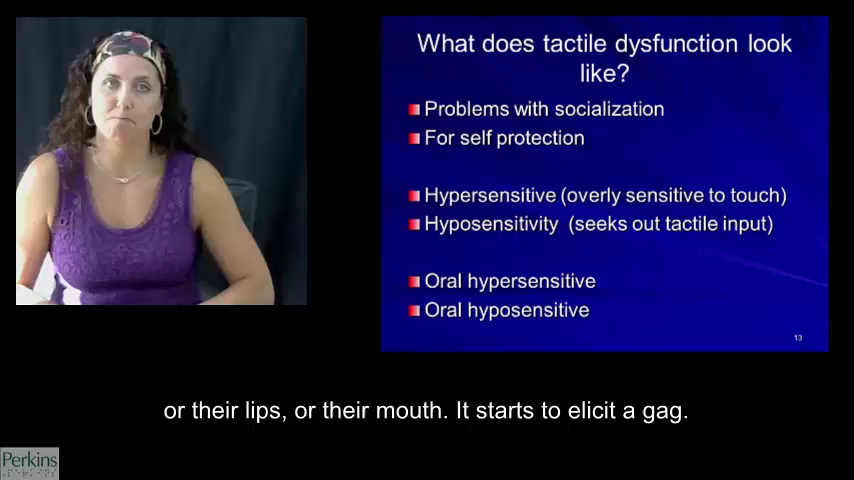 What does tactile dysfunction look
like?
Problems with socialization
For self protection
Hypersensitive (overly sensitive to touch)
Hyposensitivity (seeks out tactile input)
Oral hypersensitive
Oral hyposensitive
13
or their lips, or their mouth. It starts to elicit a gag.
Perkins